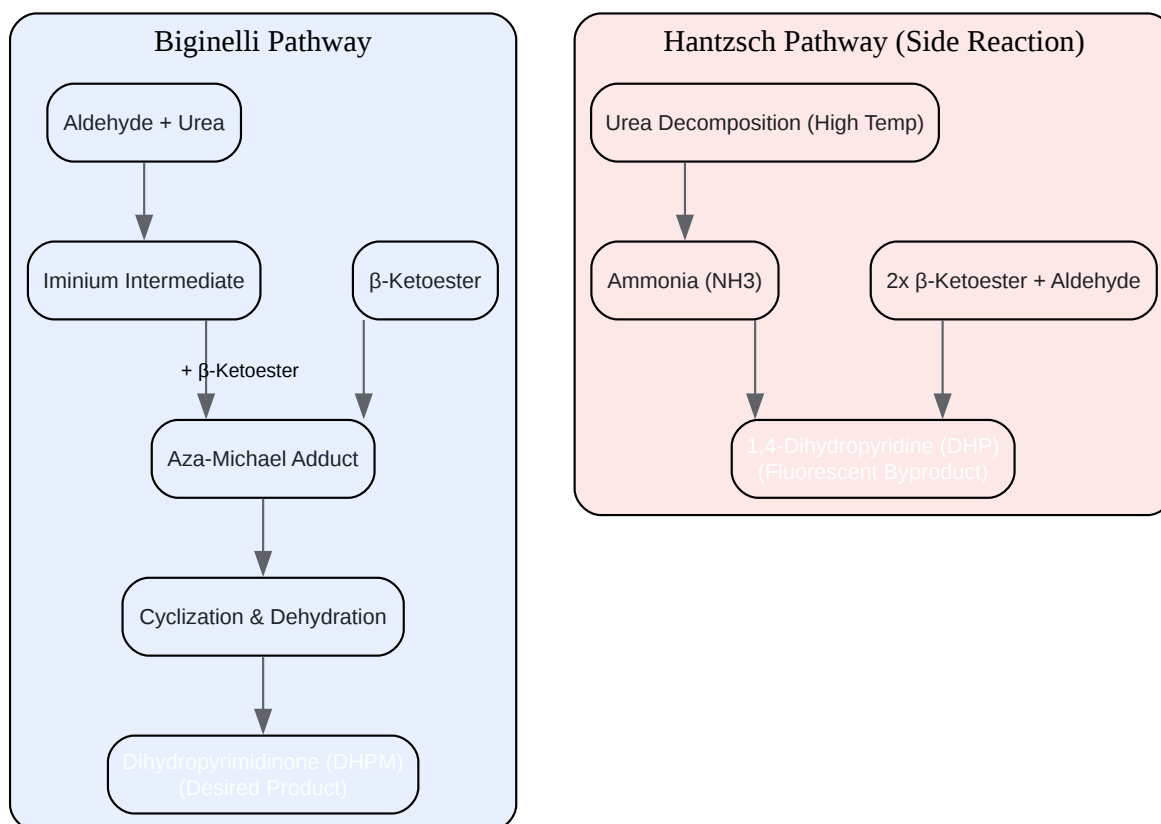 Biginelli Pathway
Aldehyde + Urea
Iminium Intermediate
β-Ketoester
+ β-Ketoester
Aza-Michael Adduct
Cyclization & Dehydration
Dihydropyrimidinone (DHPM)
(Desired Product)
Hantzsch Pathway (Side Reaction)
Urea Decomposition (High Temp)
Ammonia (NH3)
2x β-Ketoester + Aldehyde
1,4-Dihydropyridine (DHP)
(Fluorescent Byproduct)